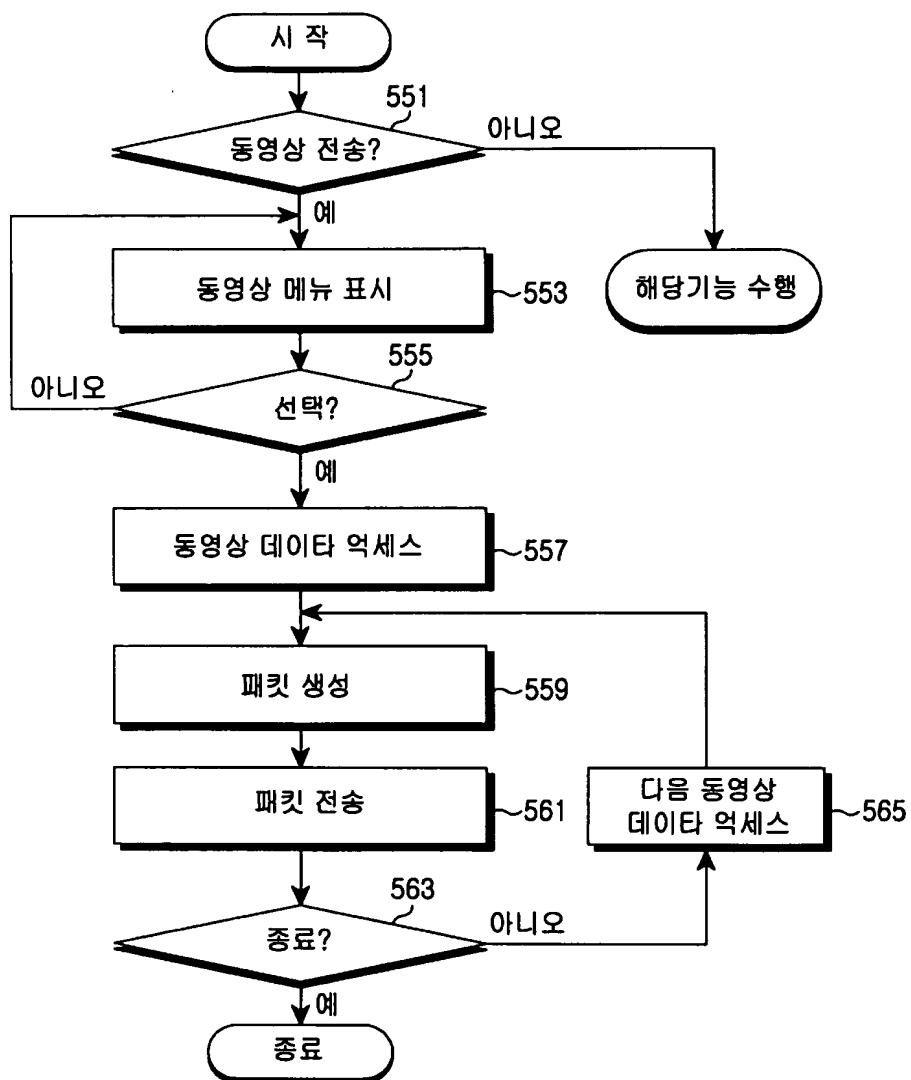 시 작
551
동영상 전송?
아니오
예
동영상 메뉴 표시
553
해당기능 수행
555
아니오
선택?
예
동영상 데이타 억세스
557
패킷 생성
559
패킷 전송
561
다음 동영상
데이타 억세스
565
563
종료?
아니오
예
종료